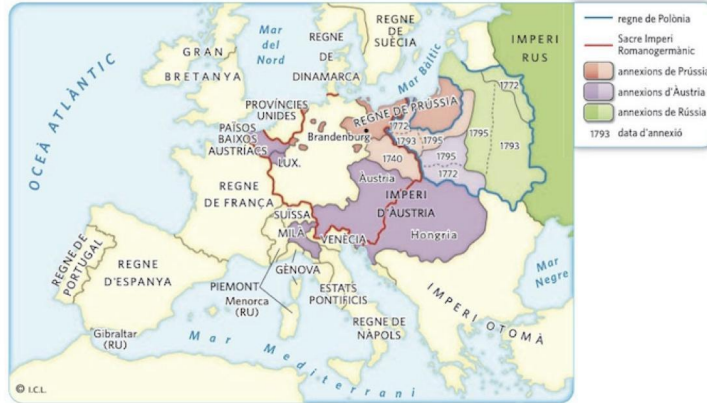 REGNE
DE
SUÈCIA
IMPERI
RUS
Mar
del
Nord
REGNE
DE
DINAMARCA
GRAN
BRETANYA
Mar Bàltic
OCEÀ ATLÀNTIC
PROVÍNCIES
UNIDES
REGNE DE PRÚSSIA
1772
PAÏSOS
BAIXOS
AUSTRÍACS
Brandenburg
1772
1793
1795
1795
1793
LUX.
1740
1795
1772
Àustria
REGNE
DE FRANÇA
IMPERI
D'ÀUSTRIA
SUÏSSA
Hongria
MILÀ
VENÈCIA
REGNE DE
PORTUGAL
REGNE
D'ESPANYA
GÈNOVA
PIEMONT
Menorca
(RU)
ESTATS
PONTIFICIS
Mar
Negre
IMPERI OTOMÀ
REGNE DE
NÀPOLS
Gibraltar
(RU)
Mar Mediterrani
© I.C.L.
regne de Polònia
Sacre Imperi
Romanogermànic
annexions de Prússia
annexions d'Àustria
annexions de Rússia
1793 data d'annexió